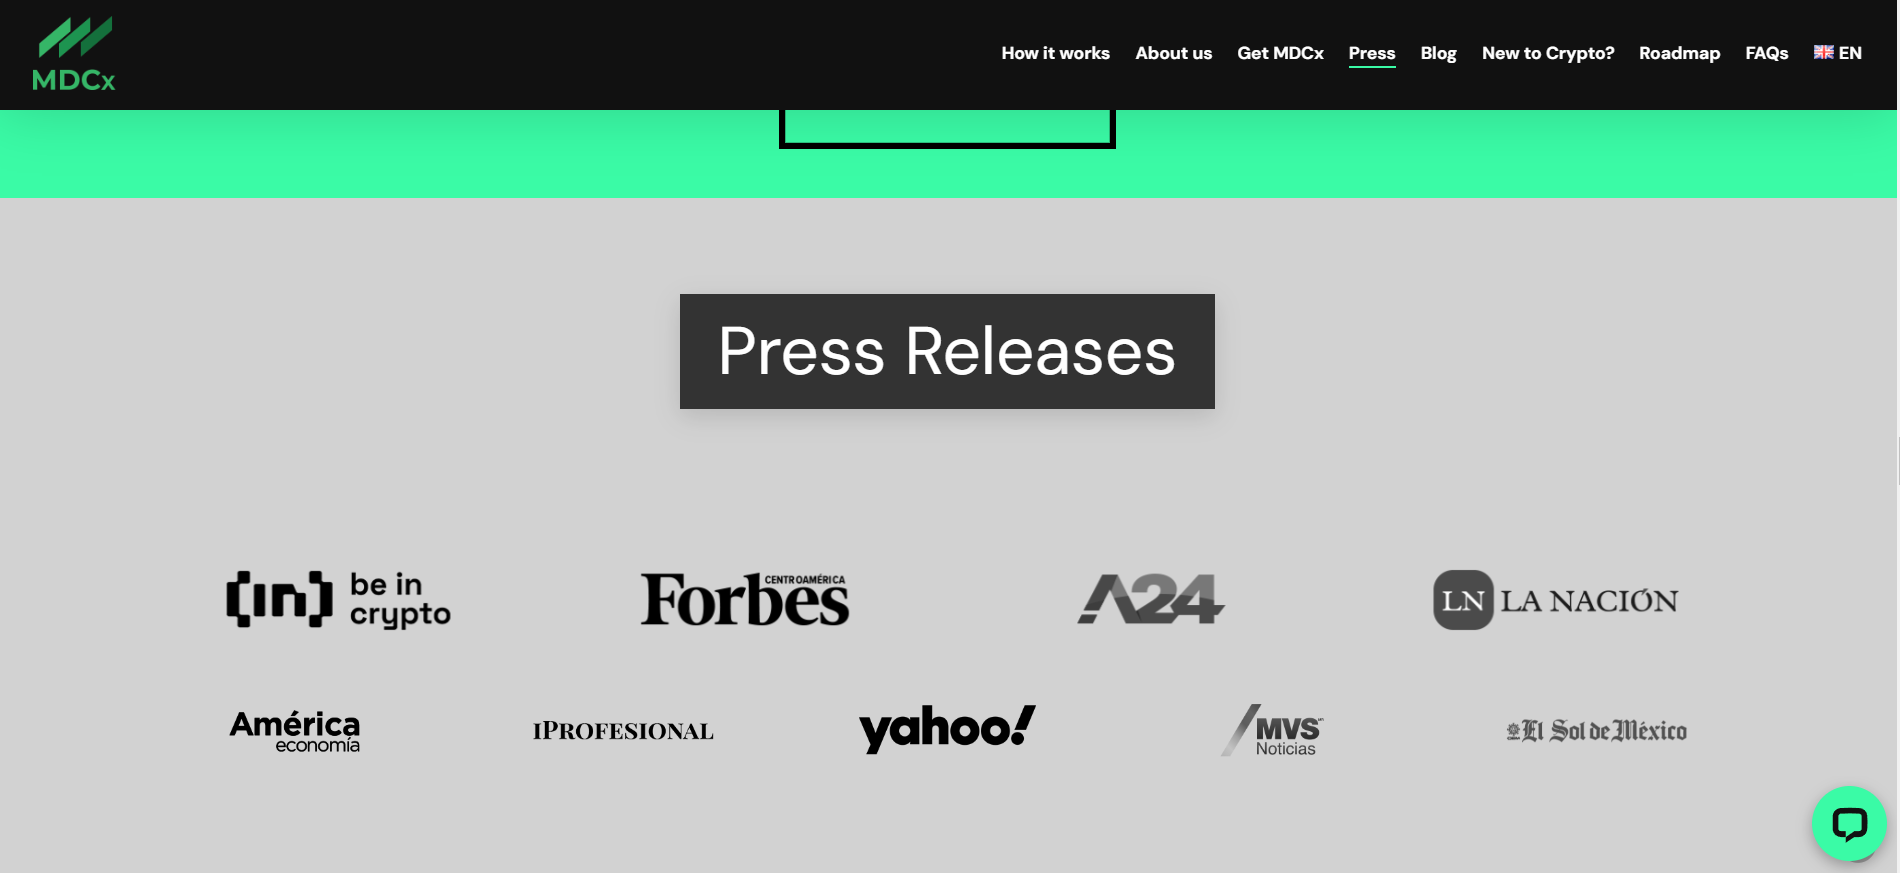 MDCx
How it works About us Get MDCx Press Blog New to Crypto? Roadmap FAQs EN
Press Releases
[in] be in
crypto
Forbes
CENTROAMÉRICA
A24
LN LA NACIÓN
América
economía
iPROFESIONAL
yahoo!
MVS
Noticias
El Sol de México